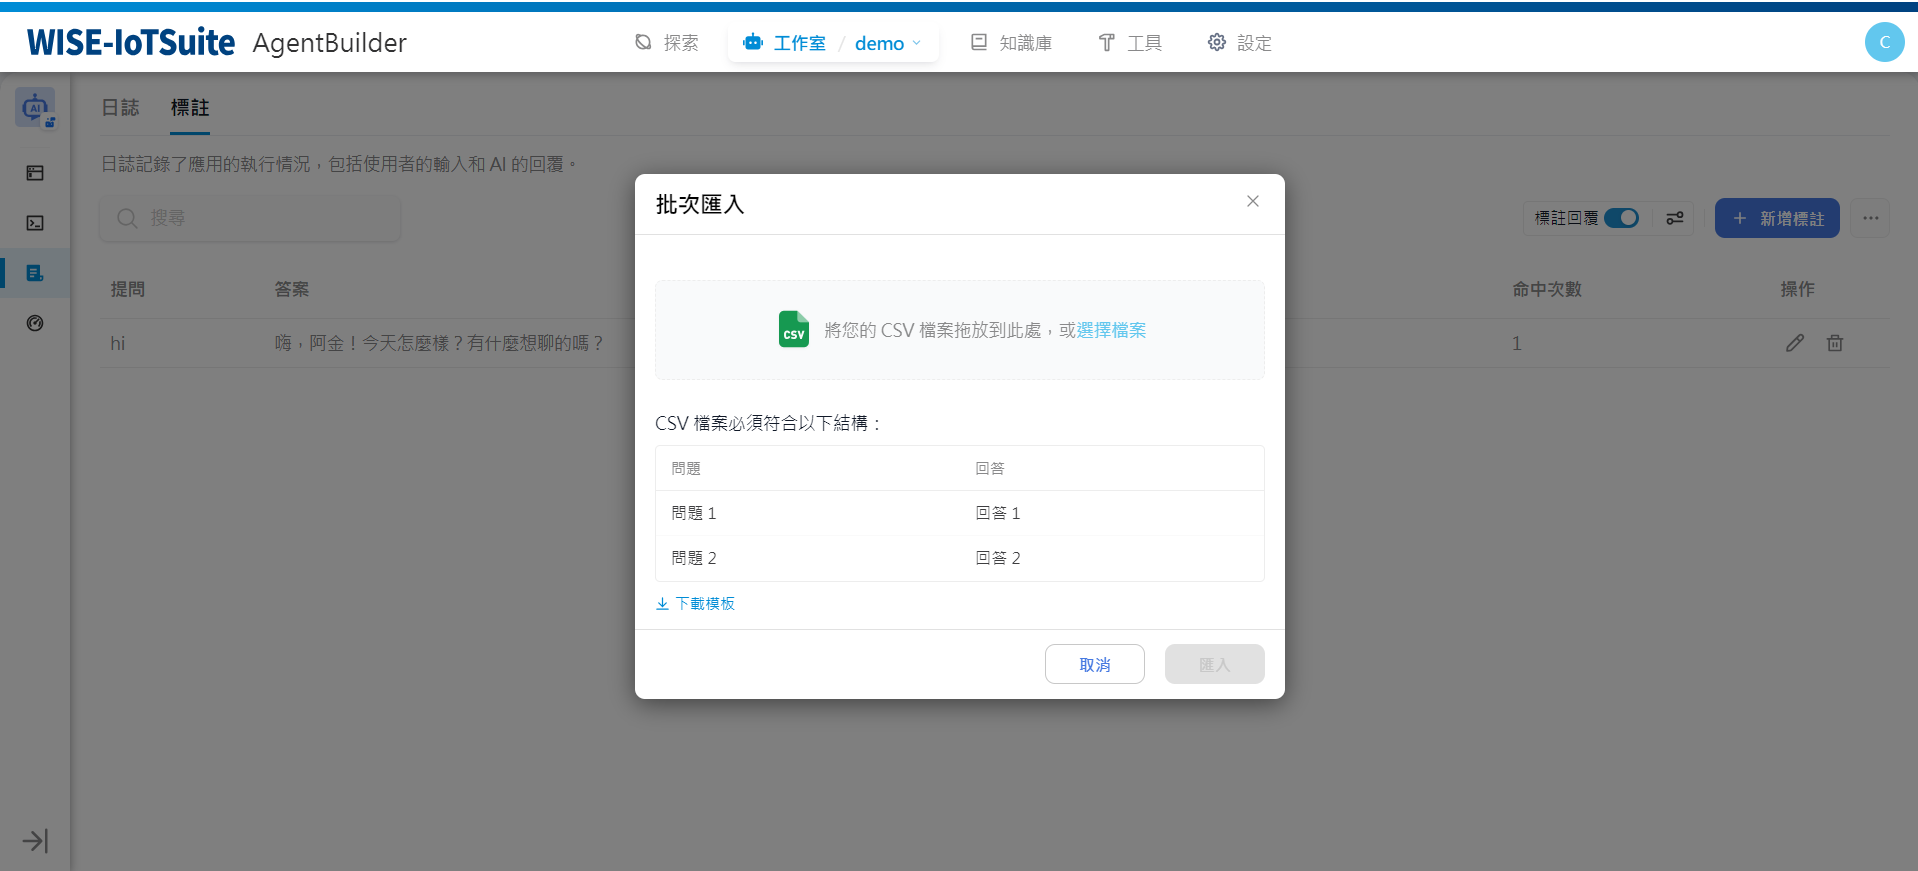 WISE-IoTSuite AgentBuilder
探索
工作室 / demo
知識庫
工具
設定
C
日誌
標註
日誌記錄了應用的執行情況，包括使用者的輸入和 AI 的回覆。
搜尋
標註回覆
+ 新增標註
提問
答案
命中次數
操作
hi
嗨，阿金！今天怎麼樣？有什麼想聊的嗎？
1
批次匯入
CSV
將您的 CSV 檔案拖放到此處，或選擇檔案
CSV 檔案必須符合以下結構：
問題
回答
問題 1
回答 1
問題 2
回答 2
下載模板
取消
匯入
AI